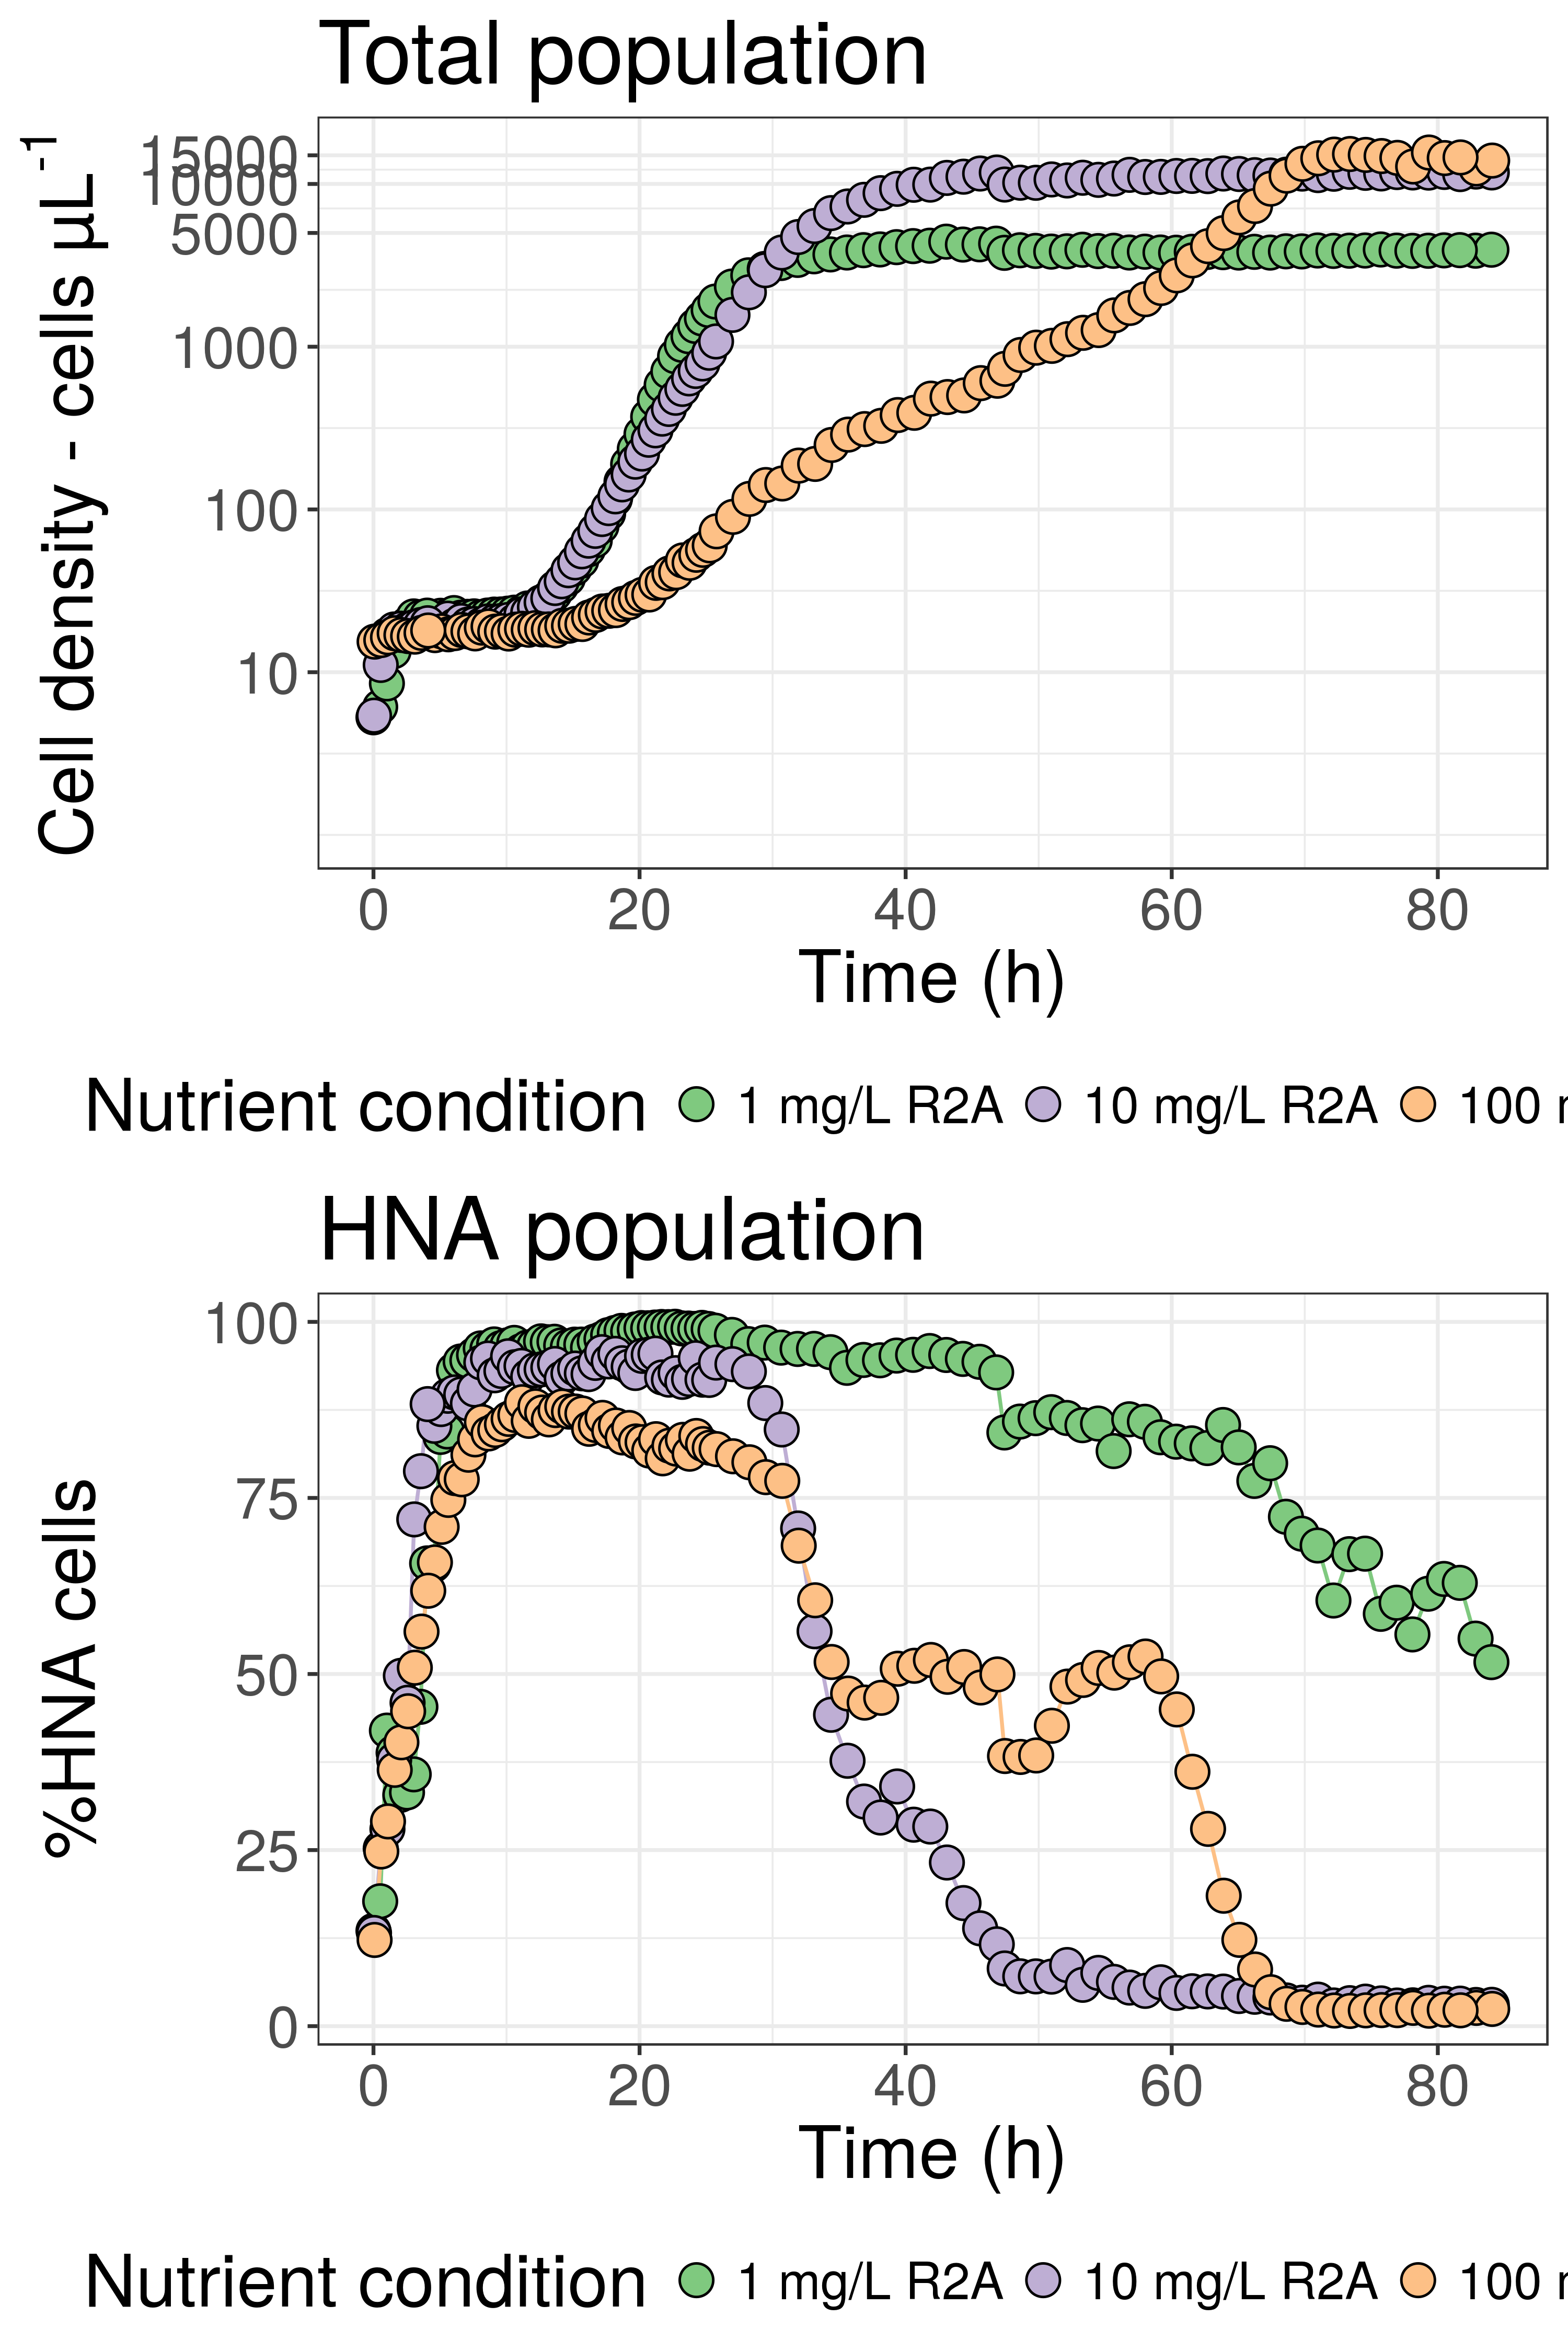 Total population
Cell density - cells µL-1
15000
10000
5000
1000
100
10
0 20 40 60 80
Time (h)
Nutrient condition 1 mg/L R2A 10 mg/L R2A 100
HNA population
%HNA cells
100
75
50
25
0
0 20 40 60 80
Time (h)
Nutrient condition 1 mg/L R2A 10 mg/L R2A 100